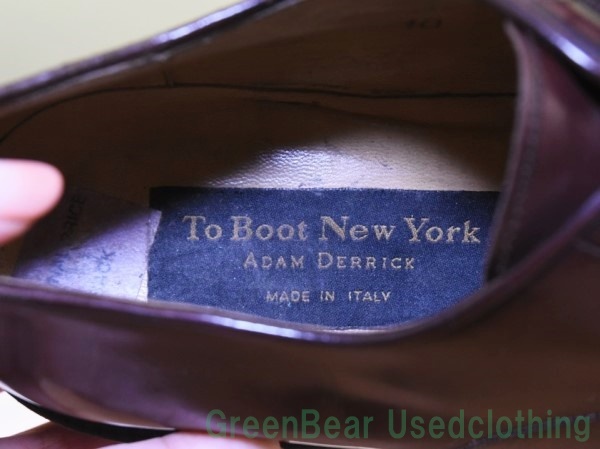 To Boot New York
ADAM DERRICK
MADE IN ITALY
GreenBear Usedclothing